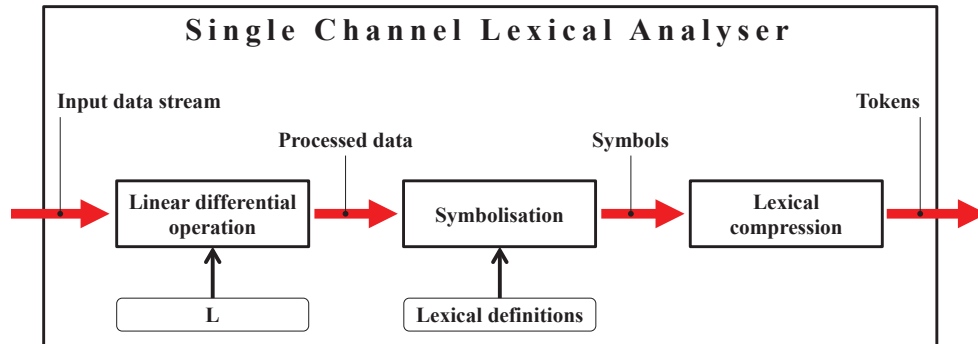 Single Channel Lexical Analyser
Input data stream
Tokens
Processed data
Symbols
Linear differential
operation
Symbolisation
Lexical
compression
L
Lexical definitions